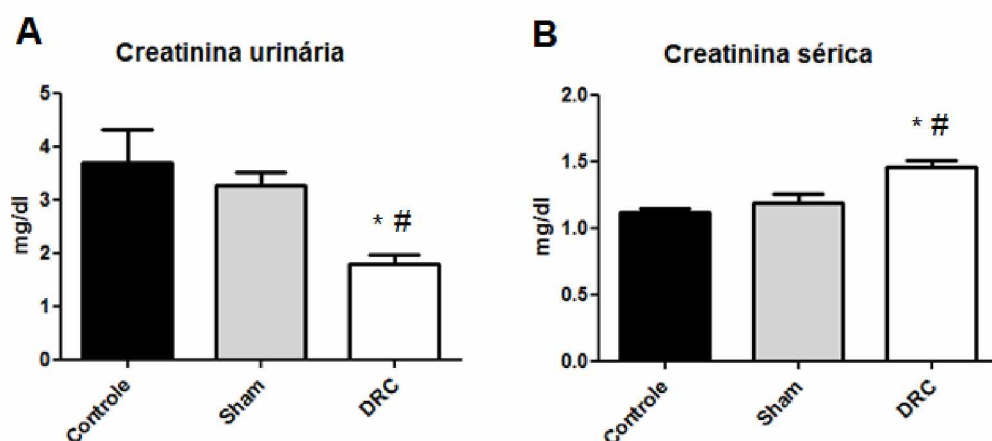 A
Creatinina urinária
mg/dl
5
4
3
2
1
0
* #
Controle
Sham
DRC
B
Creatinina sérica
mg/dl
2.0
1.5
1.0
0.5
0.0
* #
Controle
Sham
DRC